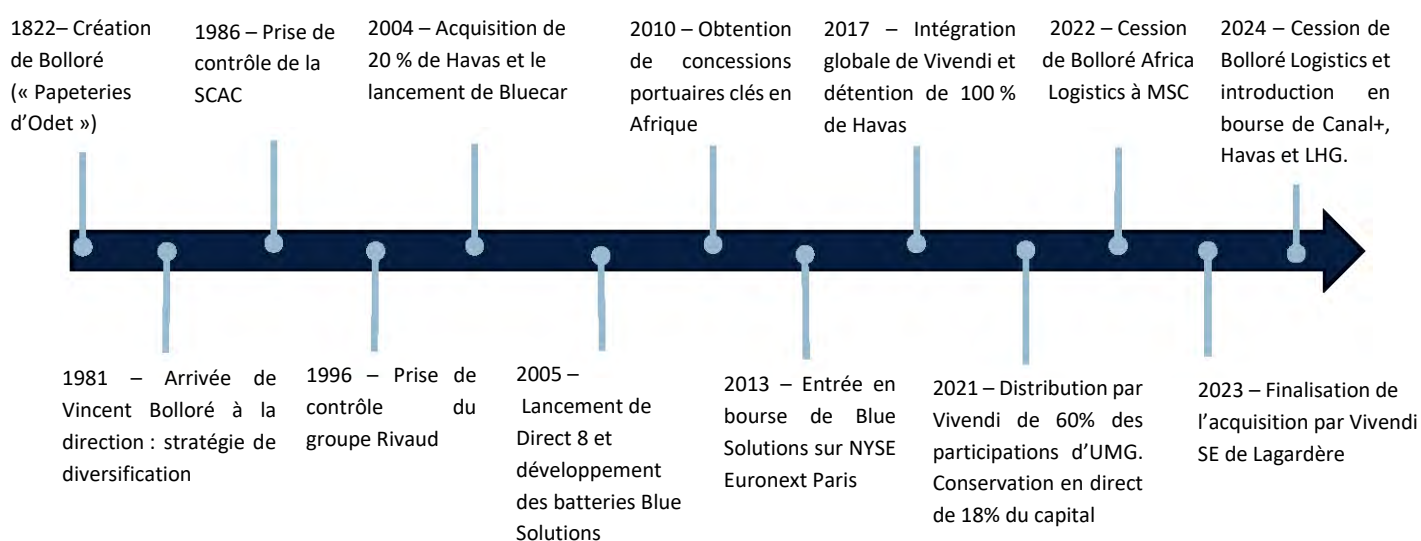 1822– Création
de Bolloré
(« Papeteries
d’Odet »)
1986 – Prise de
contrôle de la
SCAC
2004 – Acquisition de
20 % de Havas et le
lancement de Bluecar
2010 – Obtention
de concessions
portuaires clés en
Afrique
2017 – Intégration
globale de Vivendi et
détention de 100 %
de Havas
2022 – Cession
de Bolloré Africa
Logistics à MSC
2024 – Cession de
Bolloré Logistics et
introduction en
bourse de Canal+,
Havas et LHG.
1981 – Arrivée de
Vincent Bolloré à la
direction : stratégie de
diversification
1996 – Prise de
contrôle du
groupe Rivaud
2005 –
Lancement de
Direct 8 et
développement
des batteries Blue
Solutions
2013 – Entrée en
bourse de Blue
Solutions sur NYSE
Euronext Paris
2021 – Distribution par
Vivendi de 60% des
participations d’UMG.
Conservation en direct
de 18% du capital
2023 – Finalisation de
l’acquisition par Vivendi
SE de Lagardère